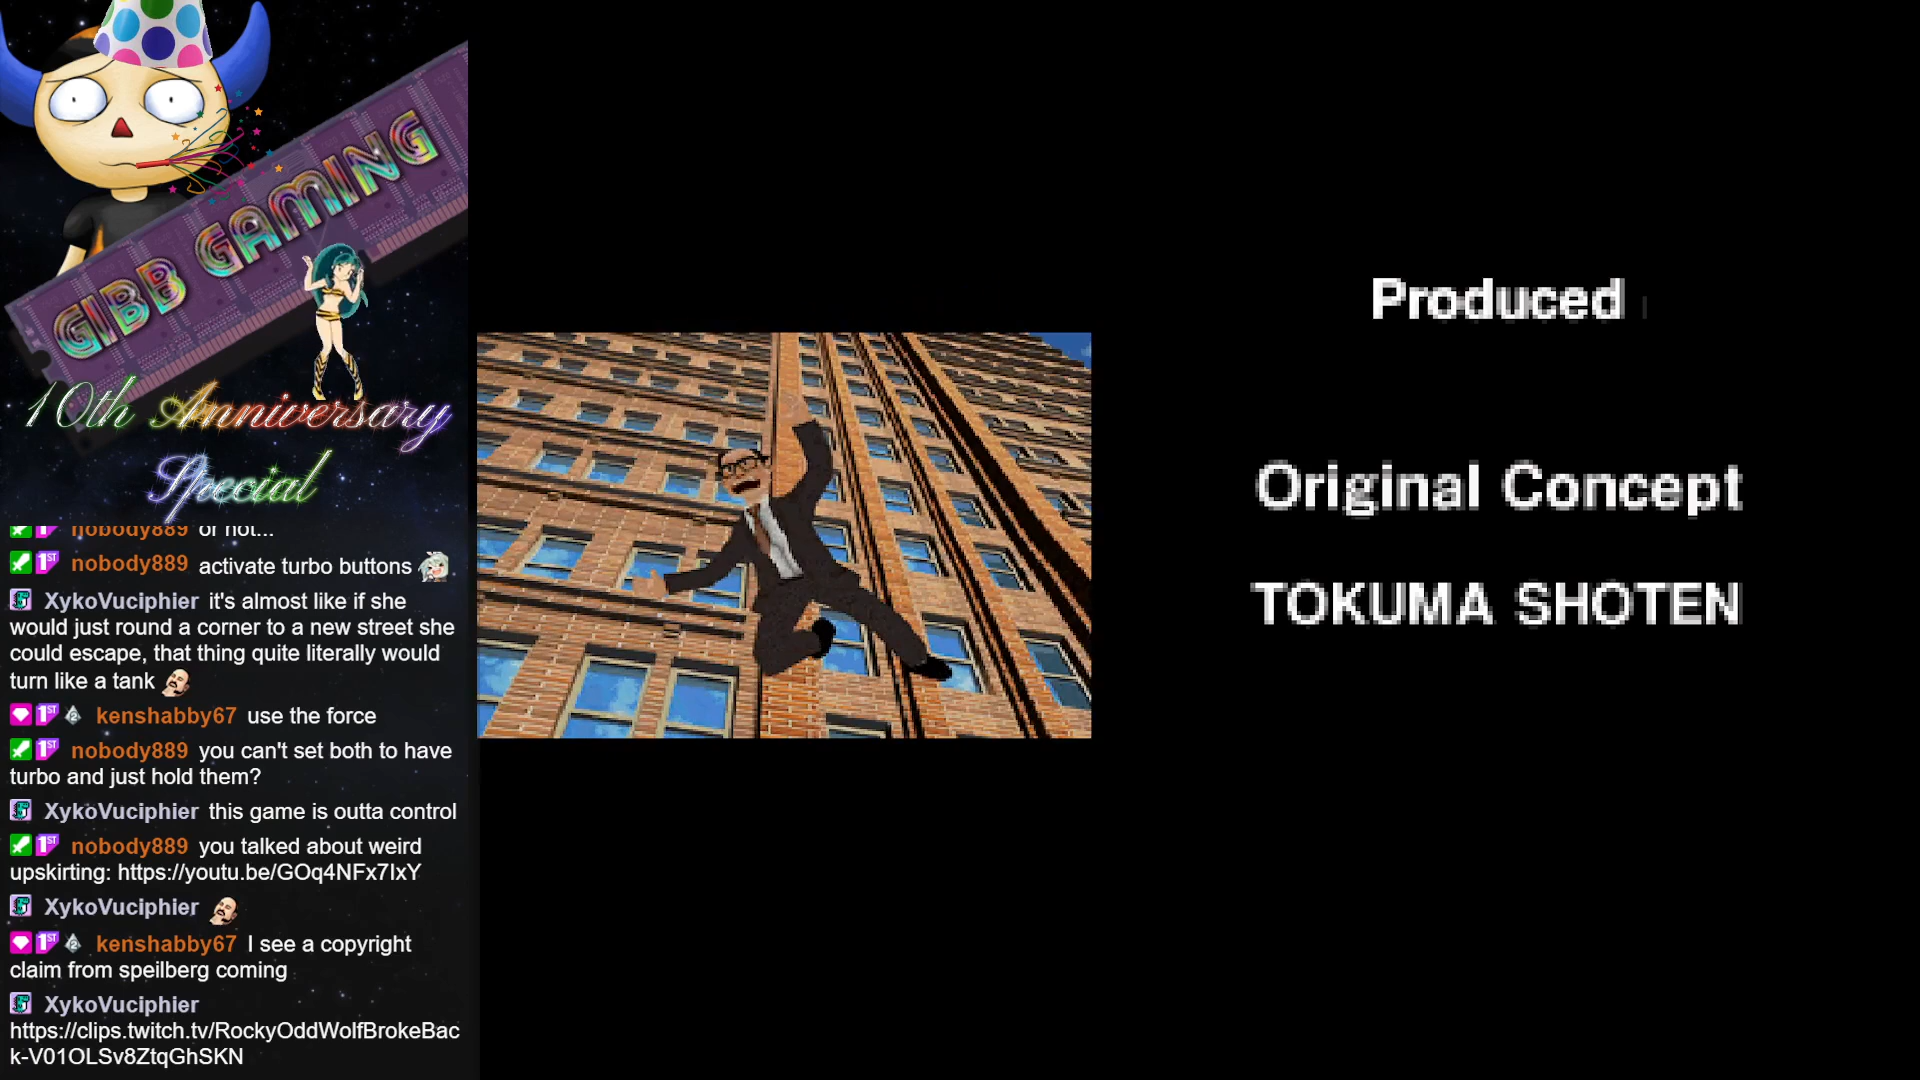 GIBB GAMING
10th Anniversary
Special
nobody889 or not...
nobody889 activate turbo buttons
XykoVuciphier it's almost like if she
would just round a corner to a new street she
could escape, that thing quite literally would
turn like a tank
kenshabby67 use the force
nobody889 you can't set both to have
turbo and just hold them?
XykoVuciphier this game is outta control
nobody889 you talked about weird
upskirting: https://youtu.be/GOq4NFx7IxY
XykoVuciphier
kenshabby67 I see a copyright
claim from speilberg coming
XykoVuciphier
https://clips.twitch.tv/RockyOddWolfBrokeBac
k-V01OLSv8ZtqGhSKN
Produced
Original Concept
TOKUMA SHOTEN